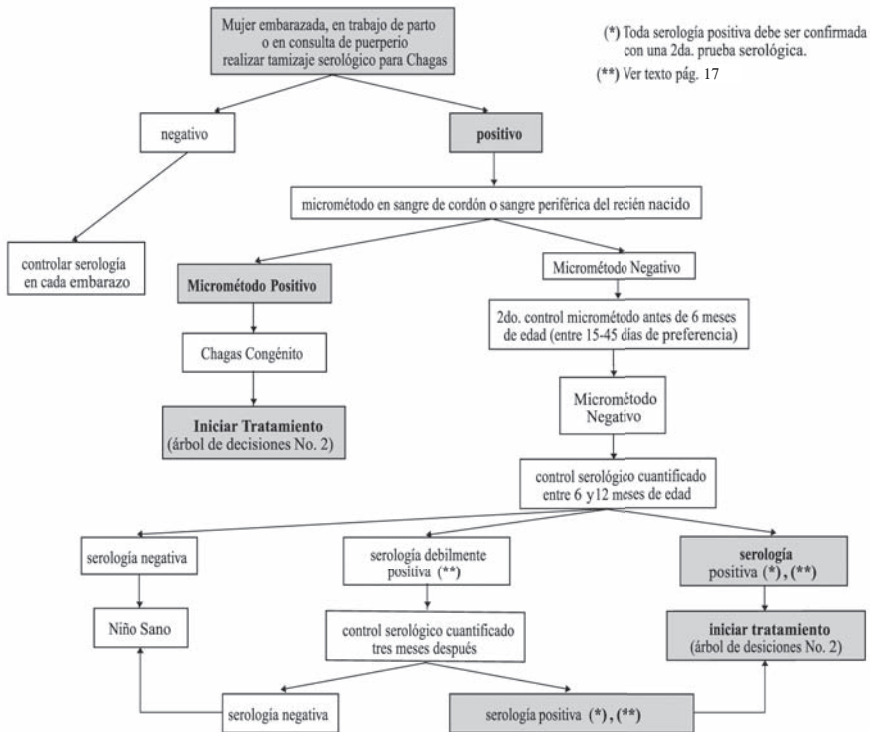 Mujer embarazada, en trabajo de parto
o en consulta de puerperio
realizar tamizaje serológico para Chagas
(*) Toda serología positiva debe ser confirmada
con una 2da. prueba serológica.
(**) Ver texto pág. 17
negativo
positivo
micrométodo en sangre de cordón o sangre periférica del recién nacido
controlar serología
en cada embarazo
Micrométodo Positivo
Micrométodo Negativo
Chagas Congénito
2do. control micrométodo antes de 6 meses
de edad (entre 15-45 días de preferencia)
Iniciar Tratamiento
(árbol de decisiones No. 2)
Micrométodo
Negativo
control serológico cuantificado
entre 6 y12 meses de edad
serología negativa
serología debilmente
positiva (**)
serología
positiva (*), (**)
Niño Sano
control serológico cuantificado
tres meses después
iniciar tratamiento
(árbol de desiciones No. 2)
serología negativa
serología positiva (*), (**)